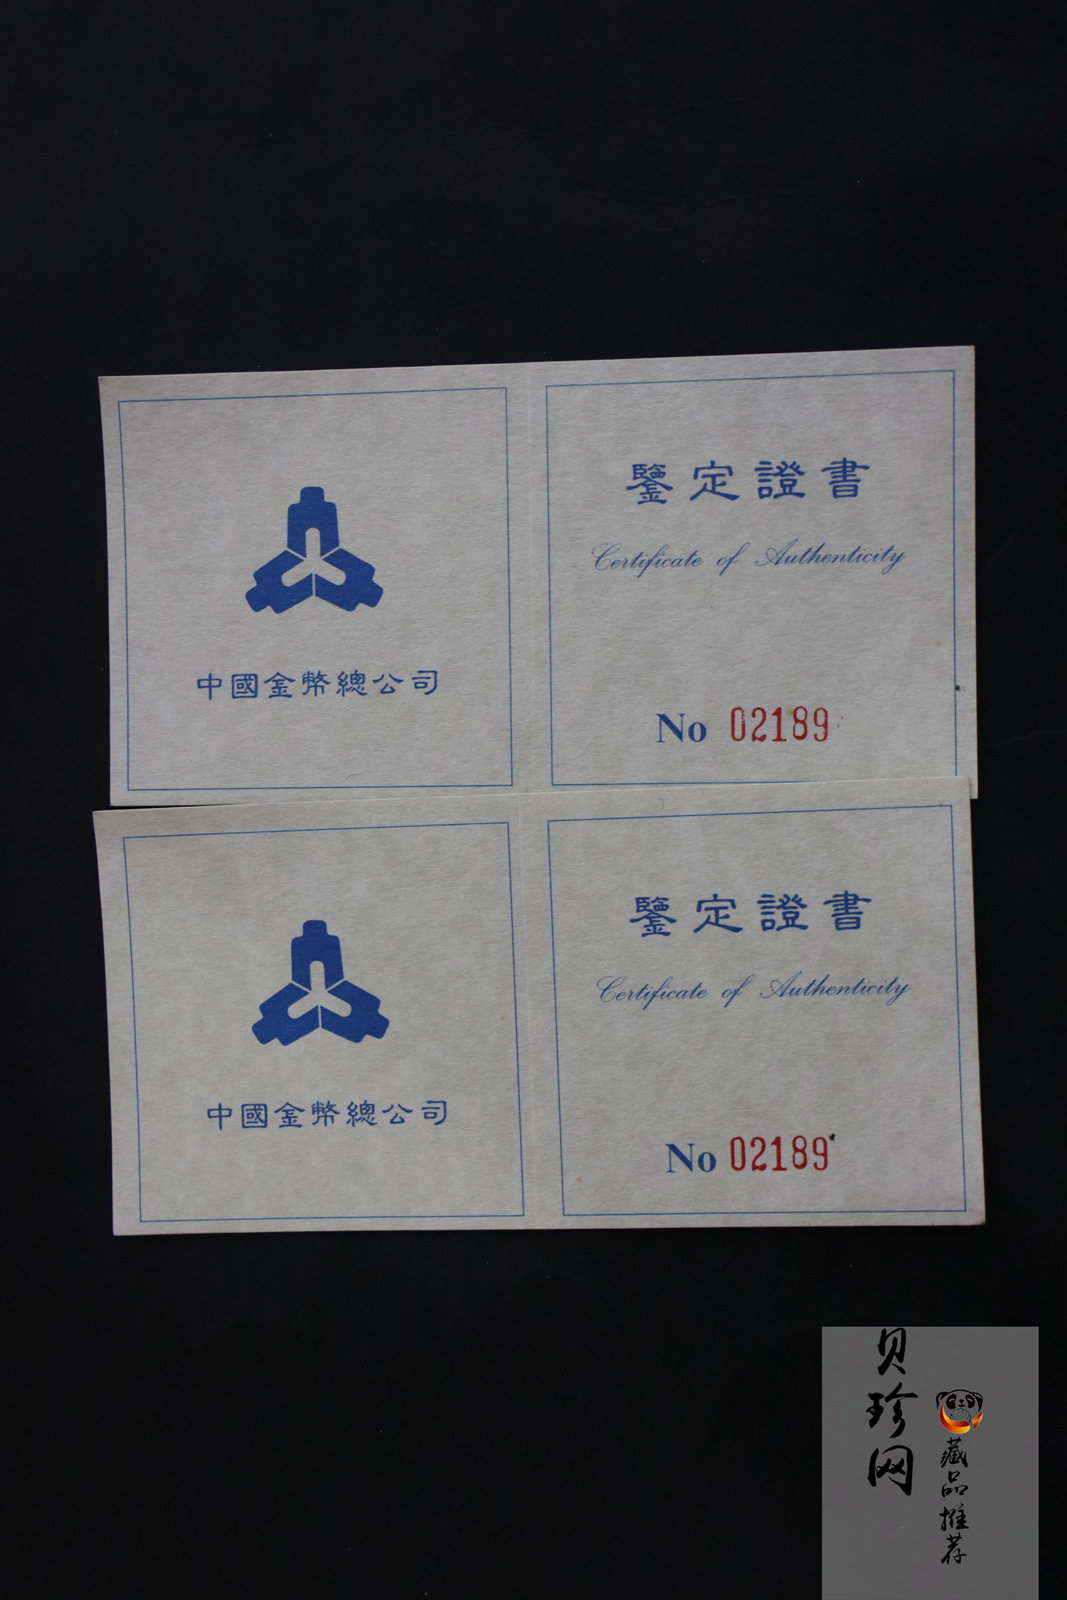 鑒定證書
Certificate of Authenticity
中國金幣總公司
No 02189
鑒定證書
Certificate of Authenticity
中國金幣總公司
No 02189
贝珍网
藏品推荐